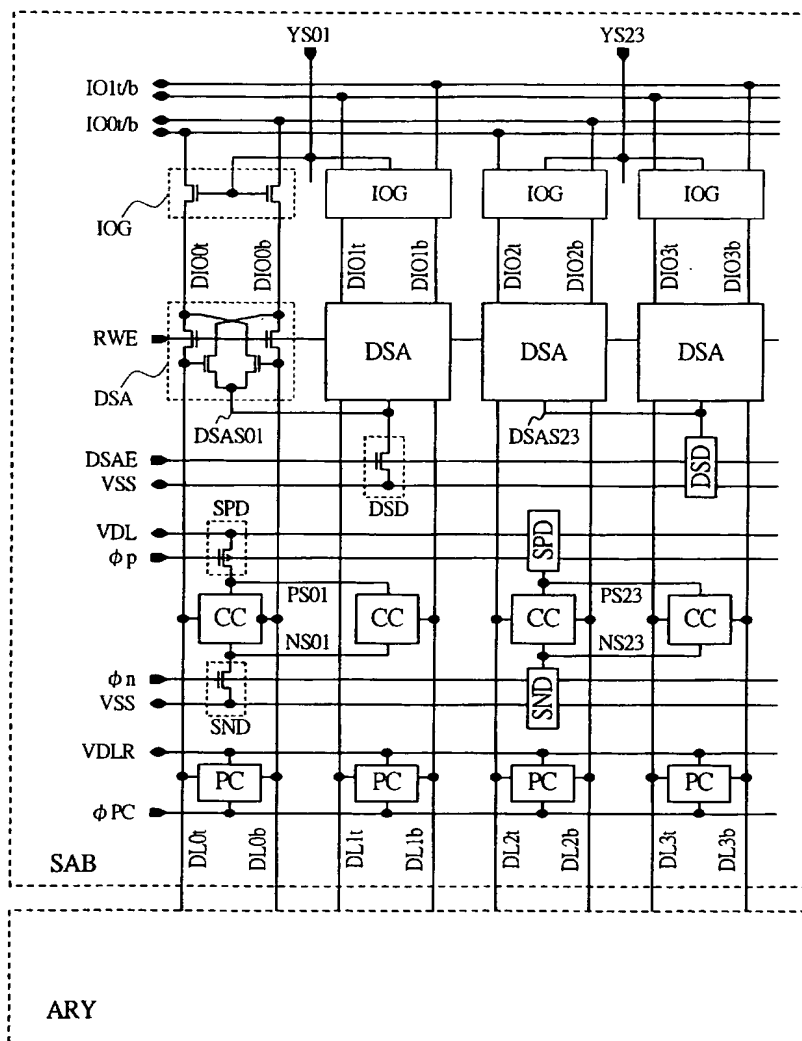 YS01 YS23
IO1t/b
IO0t/b
IOG IOG IOG
IOG
DIO0t DIO0b DIO1t DIO1b DIO2t DIO2b DIO3t DIO3b
RWE
DSA DSA DSA
DSA
DSAS01 DSAS23
DSAE
VSS
DSD DSD
SPD
VDL
SPD
φp
PS01 PS23
CC CC CC CC
NS01 NS23
φn
VSS
SND SND
VDLR
PC PC PC PC
φPC
DL0t DL0b DL1t DL1b DL2t DL2b DL3t DL3b
SAB
ARY